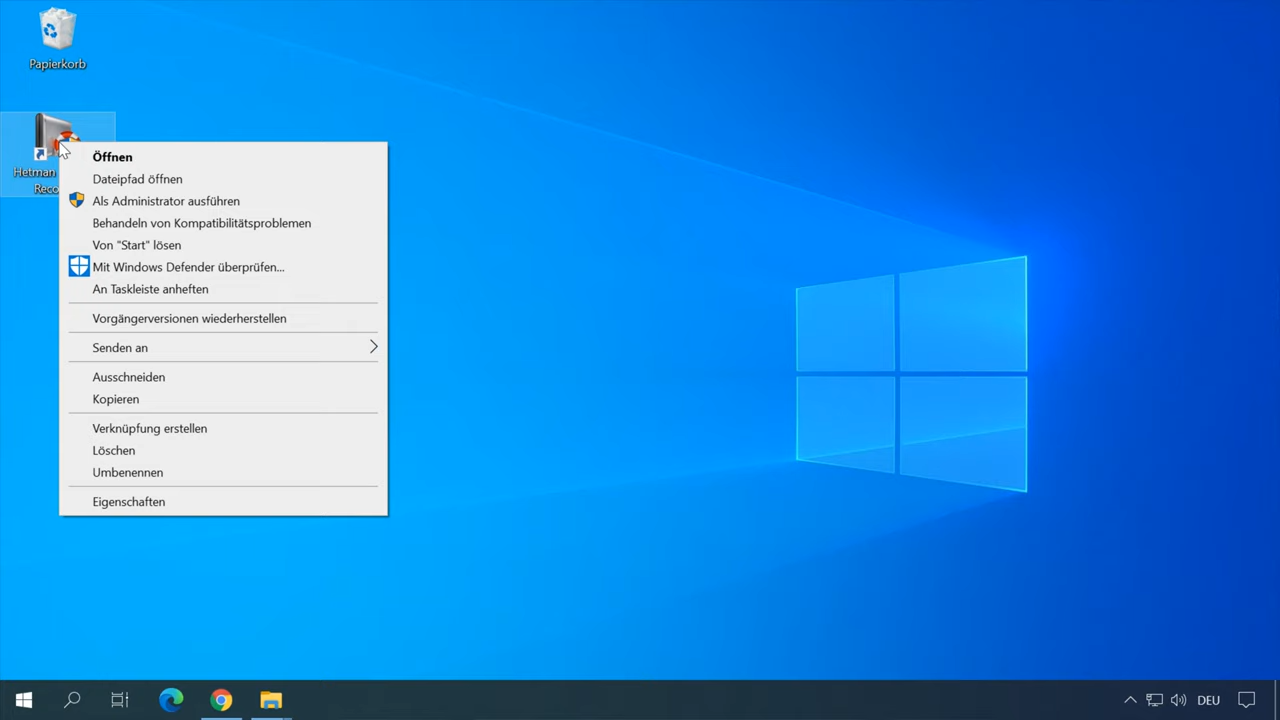 Papierkorb
Hetman
Reco
Öffnen
Dateipfad öffnen
Als Administrator ausführen
Behandeln von Kompatibilitätsproblemen
Von "Start" lösen
Mit Windows Defender überprüfen...
An Taskleiste anheften
Vorgängerversionen wiederherstellen
Senden an
Ausschneiden
Kopieren
Verknüpfung erstellen
Löschen
Umbenennen
Eigenschaften
DEU